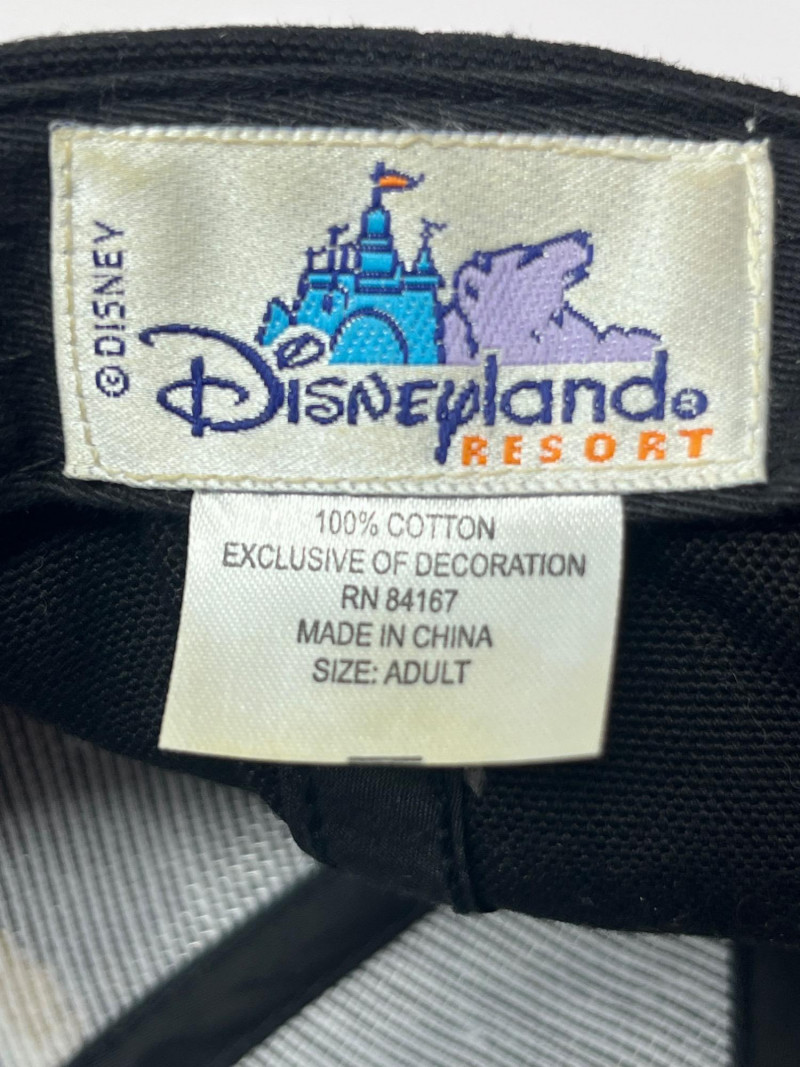 © DISNEY
Disneyland®
RESORT
100% COTTON
EXCLUSIVE OF DECORATION
RN 84167
MADE IN CHINA
SIZE: ADULT